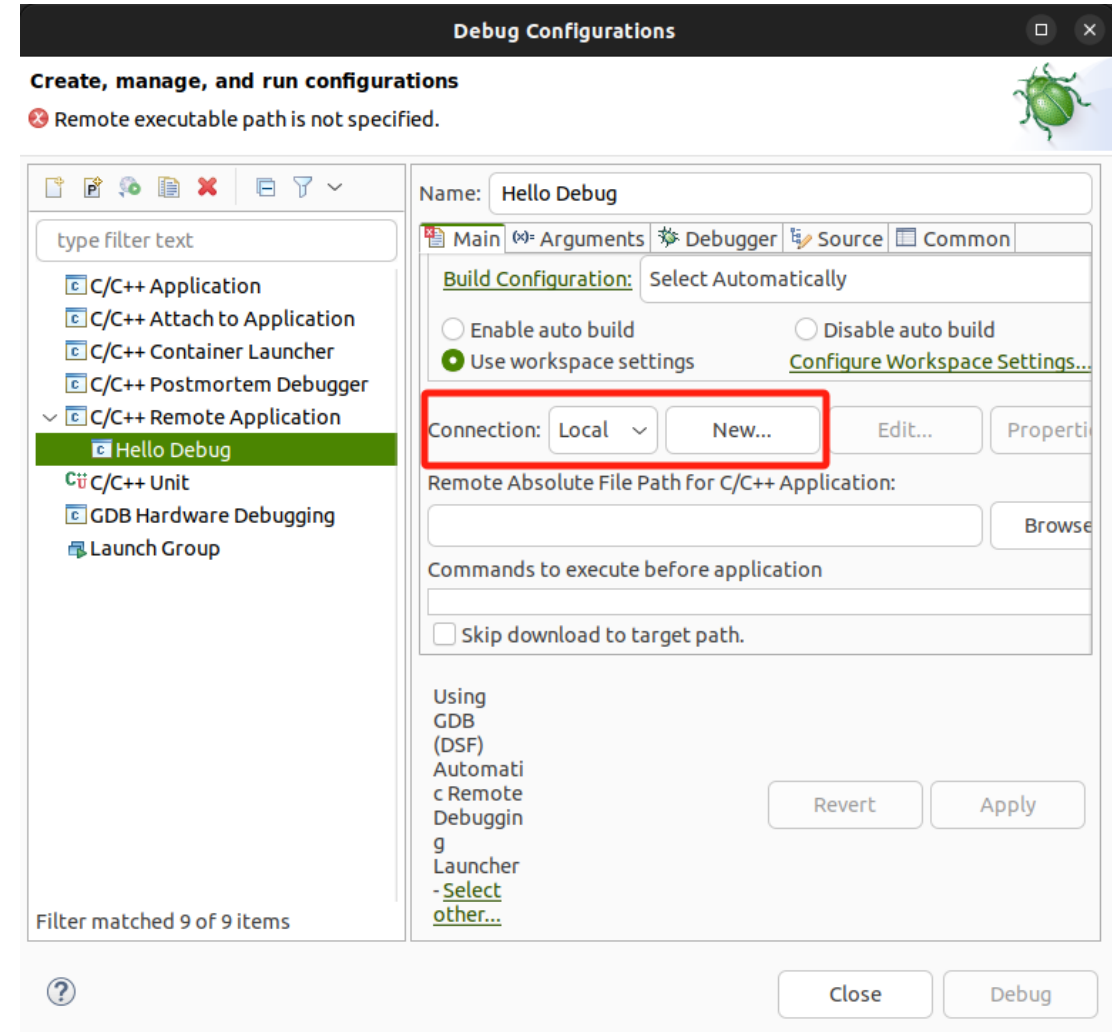 Debug Configurations
Create, manage, and run configurations
Remote executable path is not specified.
type filter text
C/C++ Application
C/C++ Attach to Application
C/C++ Container Launcher
C/C++ Postmortem Debugger
C/C++ Remote Application
Hello Debug
C/C++ Unit
GDB Hardware Debugging
Launch Group
Filter matched 9 of 9 items
Name: Hello Debug
Main Arguments Debugger Source Common
Build Configuration: Select Automatically
Enable auto build Disable auto build
Use workspace settings Configure Workspace Settings...
Connection: Local New... Edit... Properti
Remote Absolute File Path for C/C++ Application:
Browse
Commands to execute before application
Skip download to target path.
Using
GDB
(DSF)
Automati
c Remote
Debuggin
g
Launcher
- Select
other...
Revert Apply
Close Debug